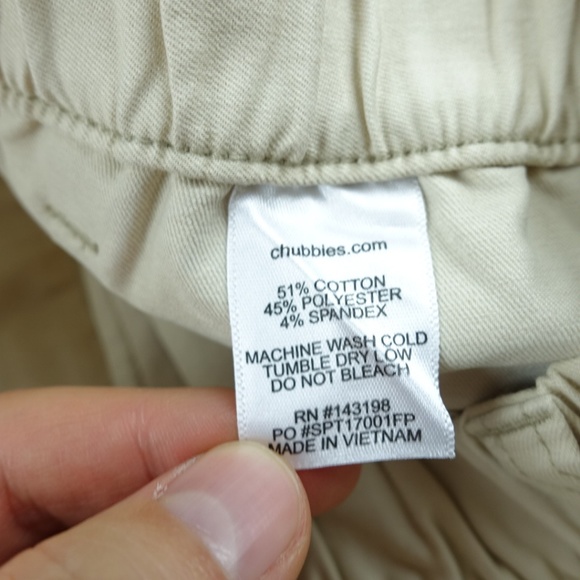 chubbies.com
51% COTTON
45% POLYESTER
4% SPANDEX
MACHINE WASH COLD
TUMBLE DRY LOW
DO NOT BLEACH
RN #143198
PO #SPT17001FP
MADE IN VIETNAM